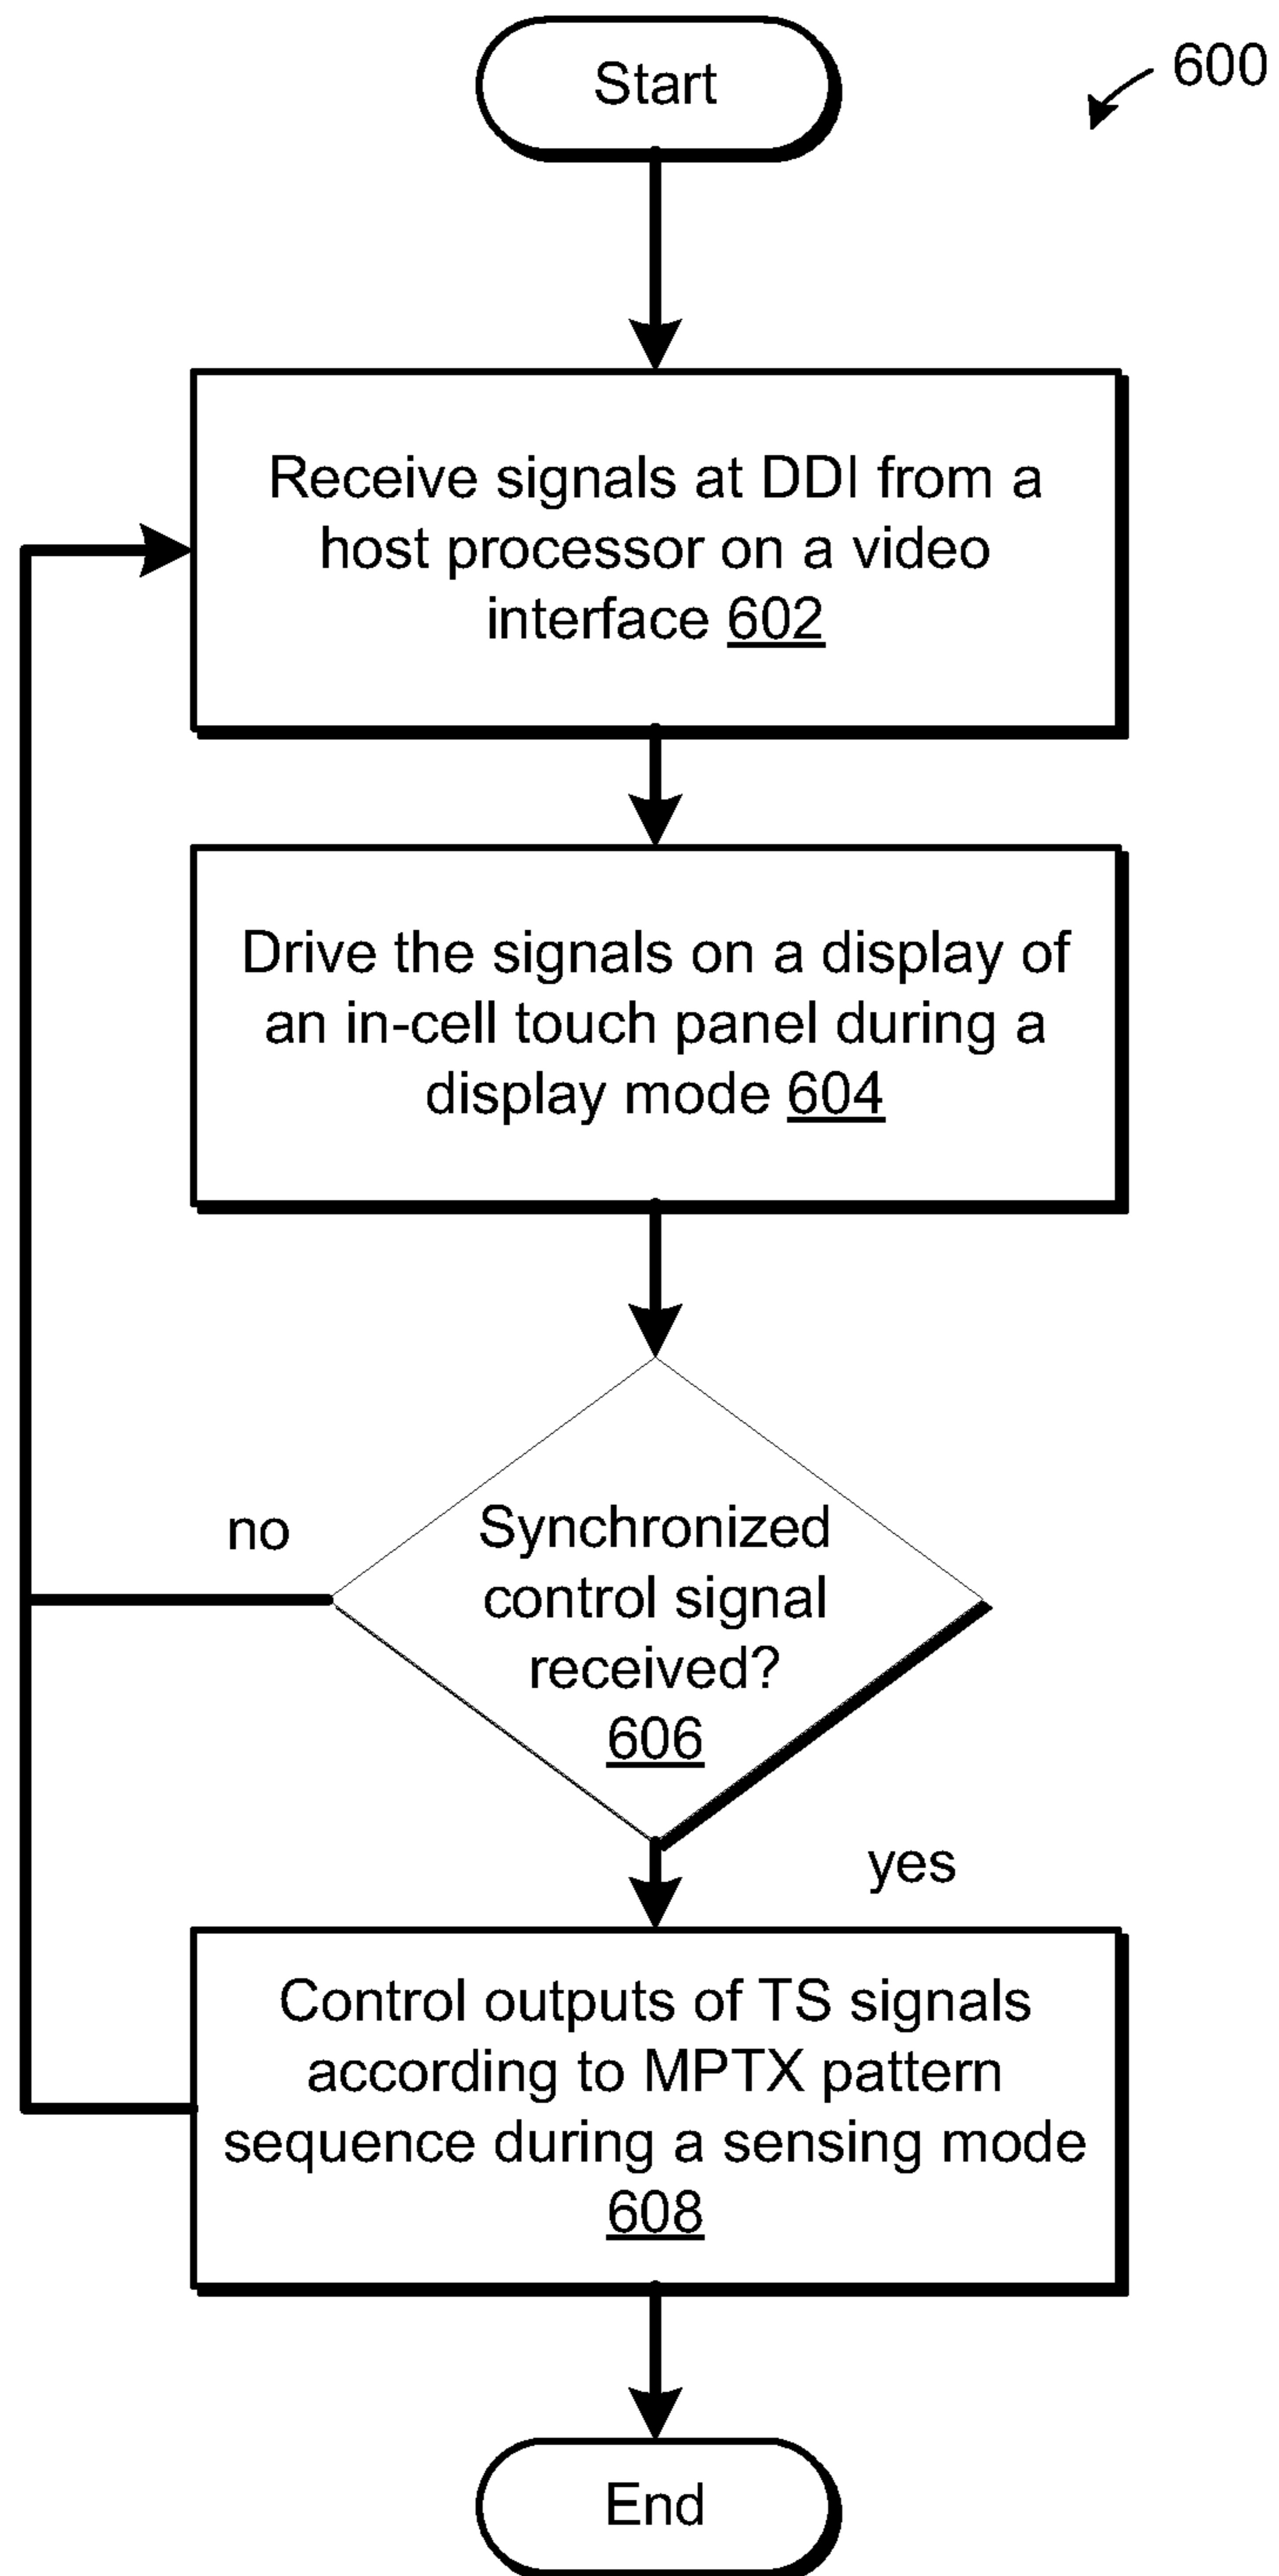 Start
600
Receive signals at DDI from a
host processor on a video
interface 602
Drive the signals on a display of
an in-cell touch panel during a
display mode 604
no
Synchronized
control signal
received?
606
yes
Control outputs of TS signals
according to MPTX pattern
sequence during a sensing mode
608
End